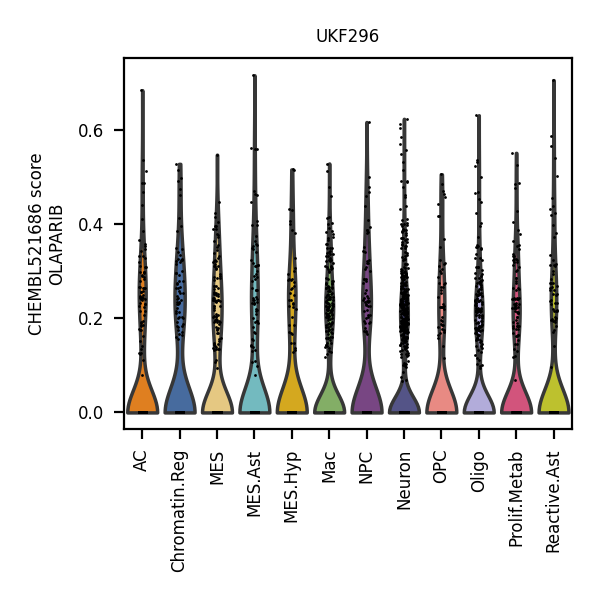 UKF296
CHEMBL521686 score
OLAPARIB
0.6
0.4
0.2
0.0
AC
Chromatin.Reg
MES
MES.Ast
MES.Hyp
Mac
NPC
Neuron
OPC
Oligo
Prolif.Metab
Reactive.Ast